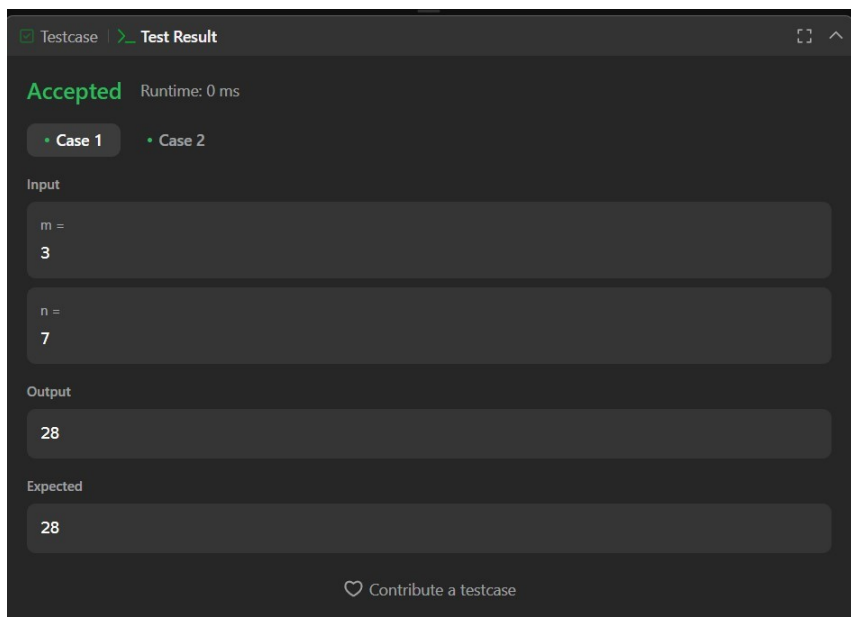 Testcase | >_ Test Result
Accepted Runtime: 0 ms
• Case 1 • Case 2
Input
m =
3
n =
7
Output
28
Expected
28
Contribute a testcase